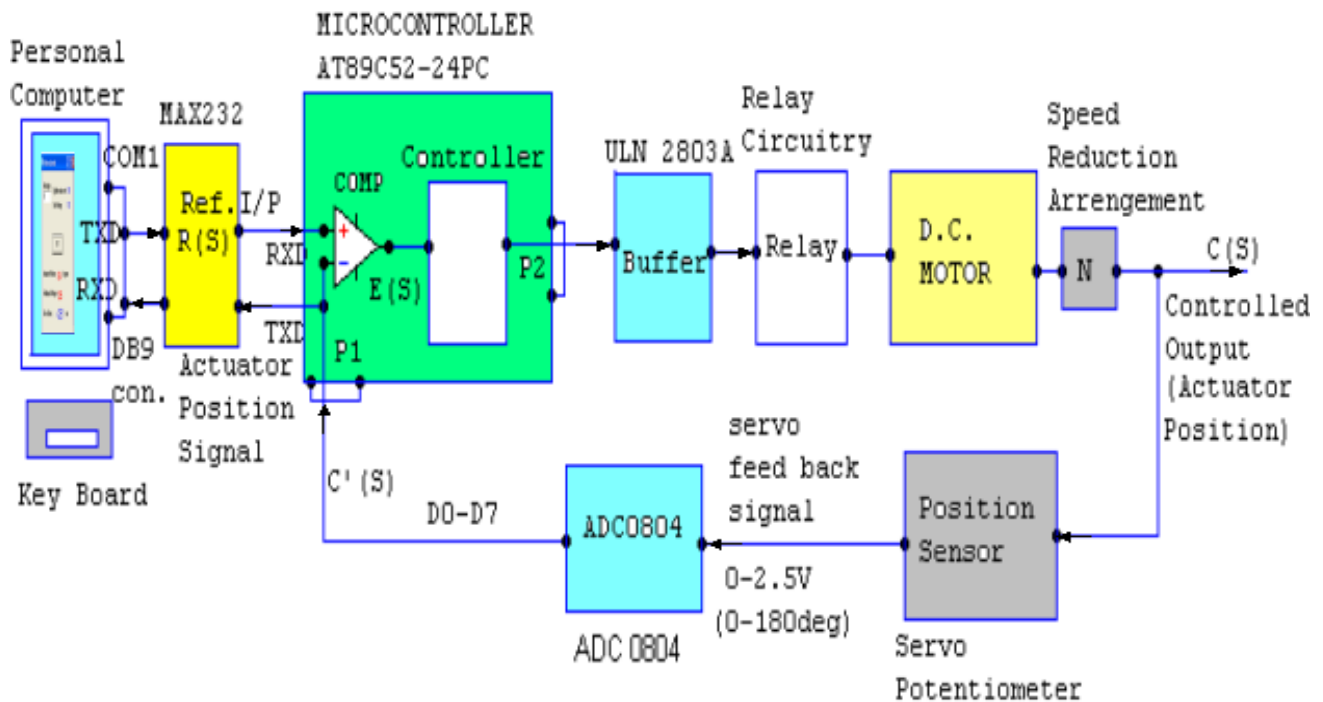 MICROCONTROLLER
AT89C52-24PC
Personal
Computer
MAX232
COM1
TXD
RXD
DB9
con.
Key Board
Ref.I/P
R(S)
RXD
TXD
Actuator
Position
Signal
COMP
+
-
E(S)
Controller
P1
P2
ULN 2803A
Buffer
Relay
Circuitry
Relay
D.C.
MOTOR
Speed
Reduction
Arrengement
N
C(S)
Controlled
Output
(Actuator
Position)
C'(S)
D0-D7
ADC0804
ADC 0804
servo
feed back
signal
0-2.5V
(0-180deg)
Position
Sensor
Servo
Potentiometer